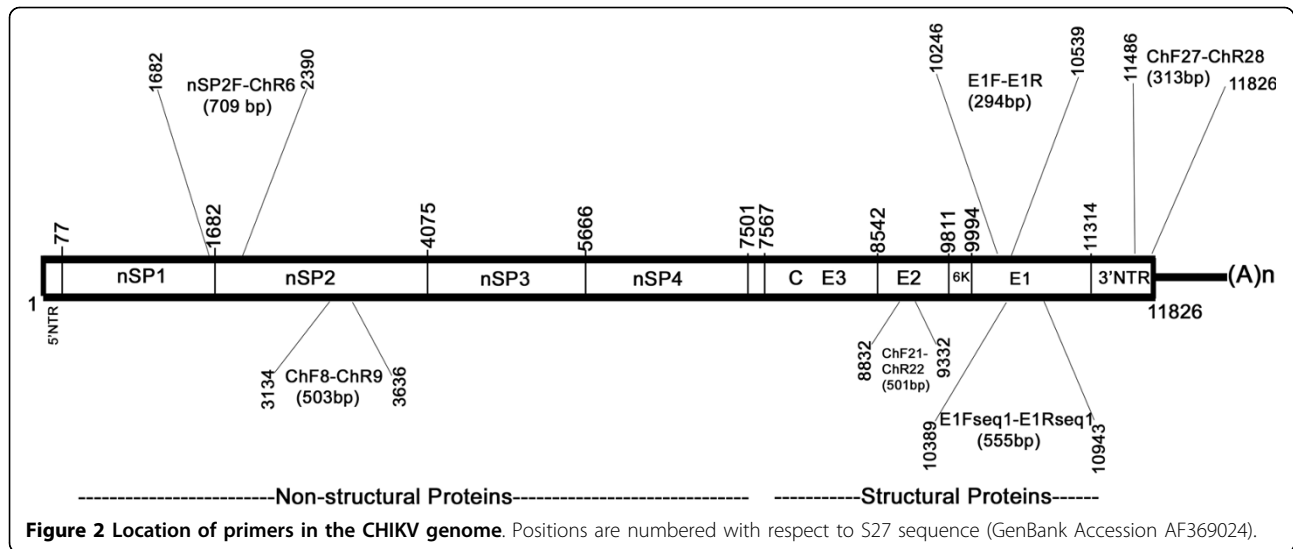 1682
nSP2F-ChR6
(709 bp)
2390
10246
E1F-E1R
(294bp)
10539
11486
ChF27-ChR28
(313bp)
11826
77
1682
4075
5666
7501
7567
8542
9811
9994
11314
nSP1
nSP2
nSP3
nSP4
C E3
E2
6K
E1
3'NTR
(A)n
1
5'NTR
11826
3134
ChF8-ChR9
(503bp)
3636
8832
ChF21-
ChR22
(501bp)
9332
10389
E1Fseq1-E1Rseq1
(555bp)
10943
-----------------------Non-structural Proteins-----------------------------
-----------Structural Proteins------
Figure 2 Location of primers in the CHIKV genome. Positions are numbered with respect to S27 sequence (GenBank Accession AF369024).